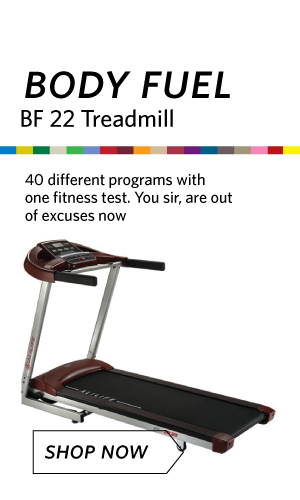 BODY FUEL
BF 22 Treadmill
40 different programs with
one fitness test. You sir, are out
of excuses now
SHOP NOW